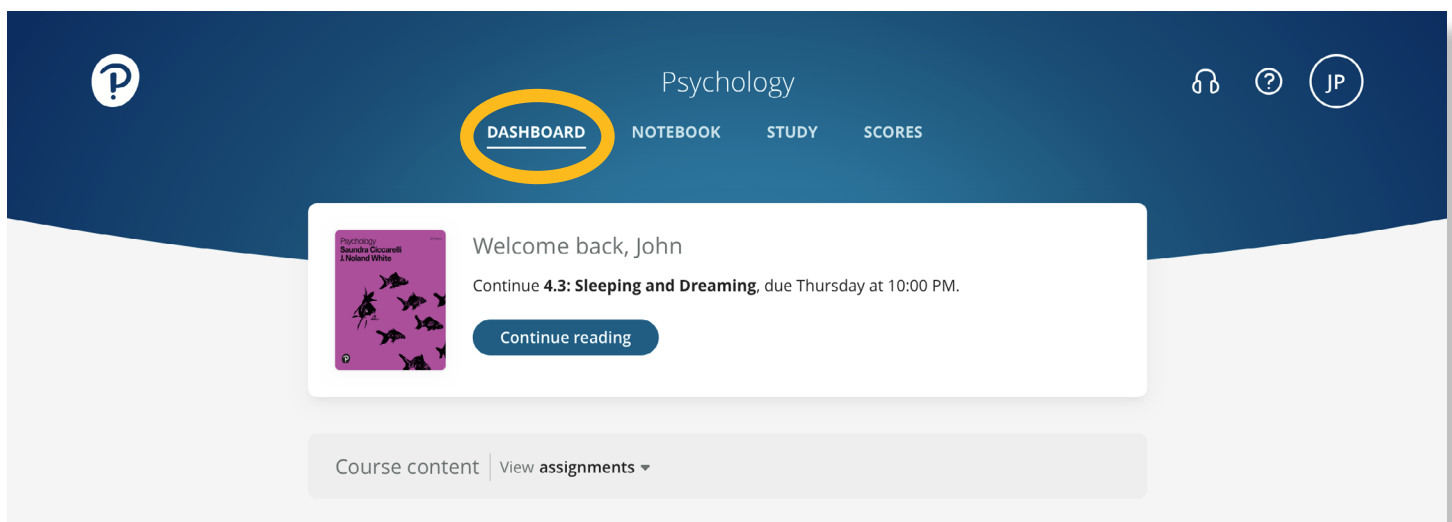 Psychology
JP
DASHBOARD NOTEBOOK STUDY SCORES
Psychology
Saundra Ciccarelli
J. Noland White
Welcome back, John
Continue 4.3: Sleeping and Dreaming, due Thursday at 10:00 PM.
Continue reading
Course content View assignments